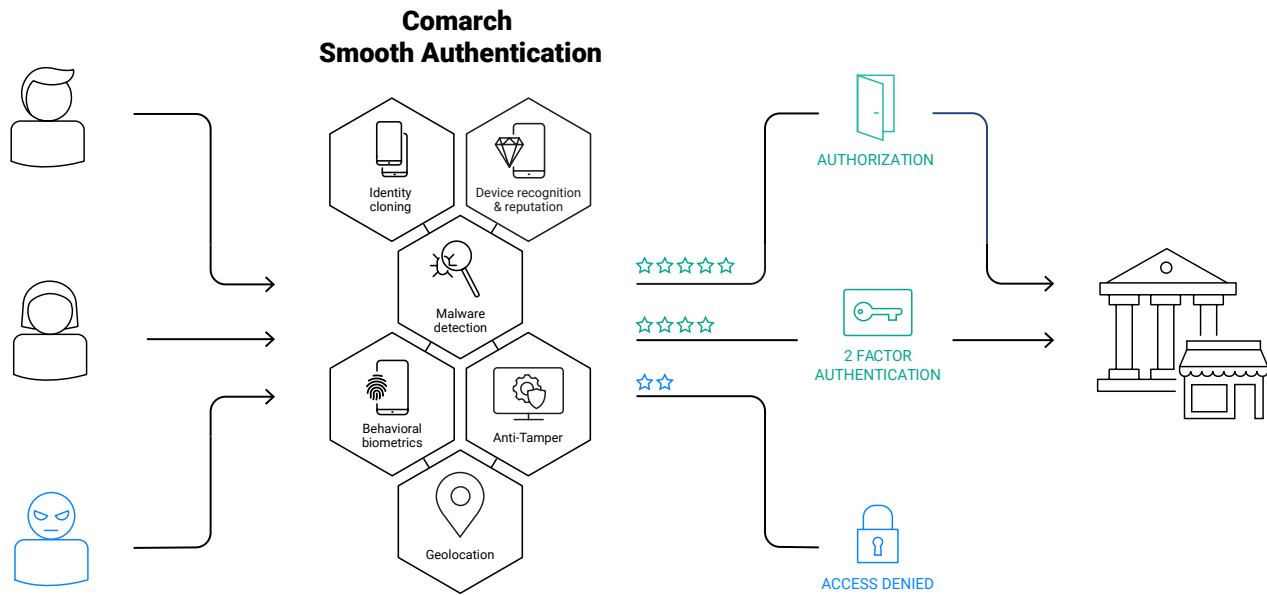 Comarch
Smooth Authentication
Identity
cloning
Device recognition
& reputation
Malware
detection
Behavioral
biometrics
Anti-Tamper
Geolocation
AUTHORIZATION
2 FACTOR
AUTHENTICATION
ACCESS DENIED